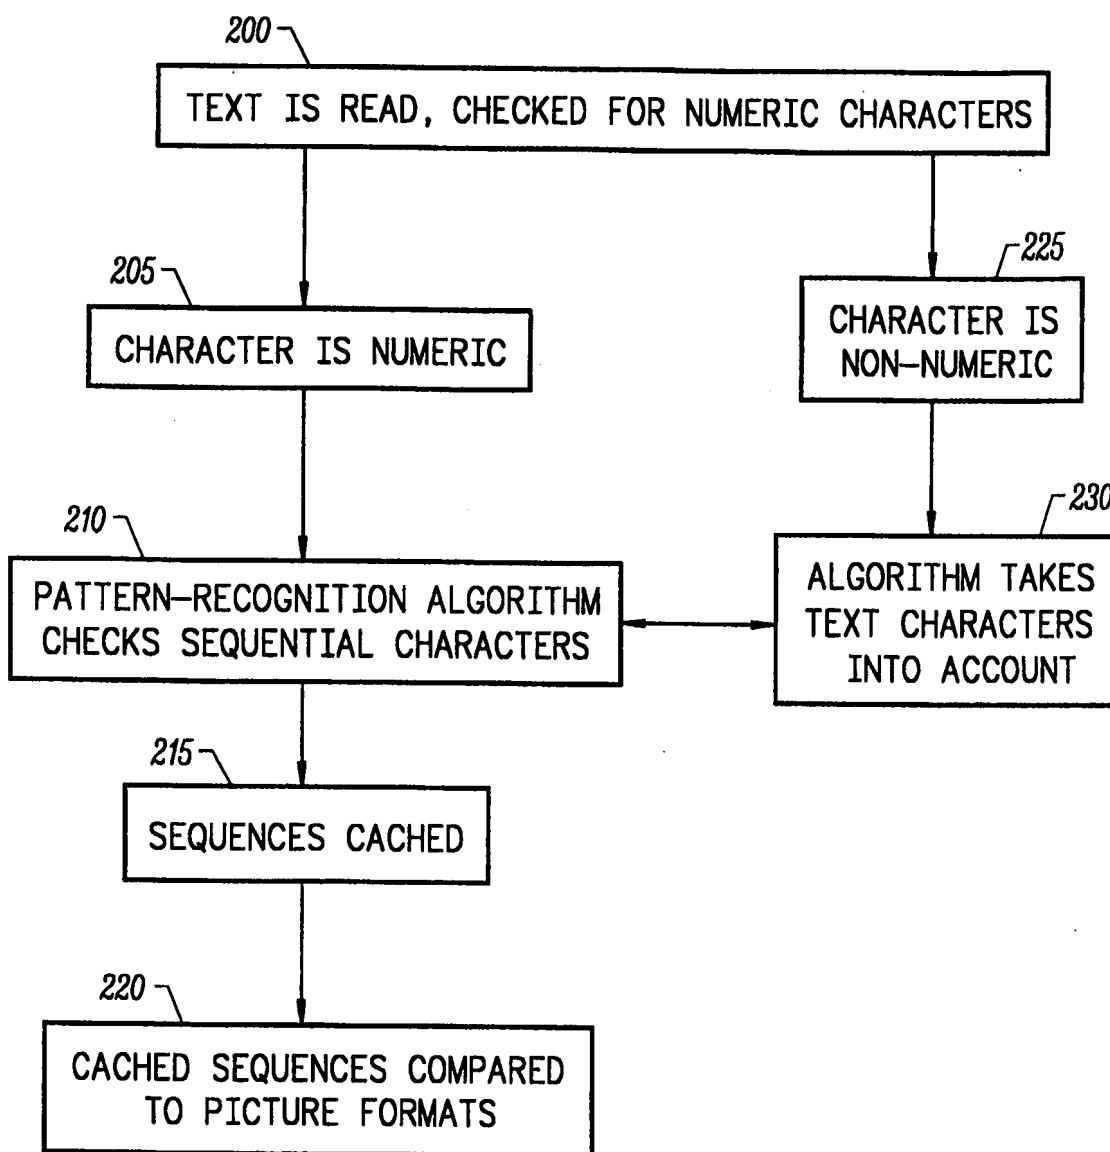 200
TEXT IS READ, CHECKED FOR NUMERIC CHARACTERS
205
CHARACTER IS NUMERIC
225
CHARACTER IS
NON-NUMERIC
210
PATTERN-RECOGNITION ALGORITHM
CHECKS SEQUENTIAL CHARACTERS
230
ALGORITHM TAKES
TEXT CHARACTERS
INTO ACCOUNT
215
SEQUENCES CACHED
220
CACHED SEQUENCES COMPARED
TO PICTURE FORMATS